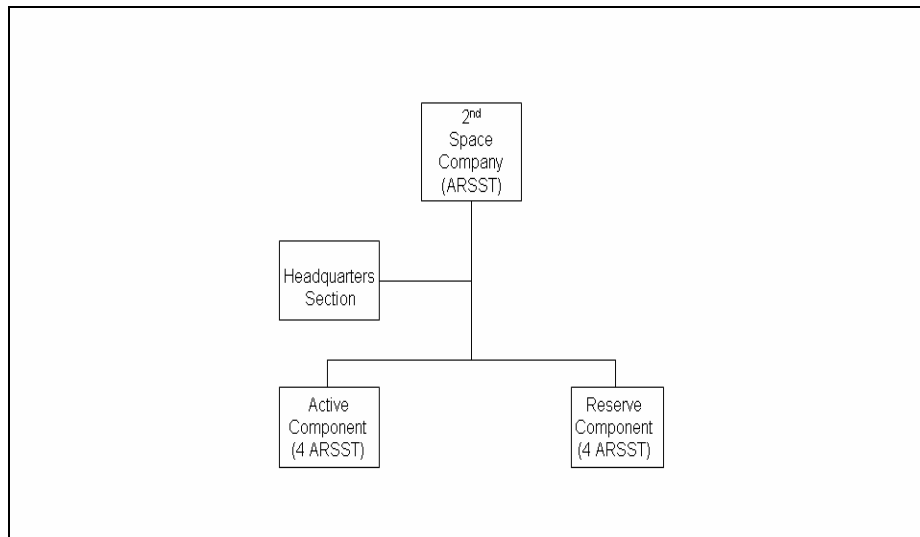 2nd
Space
Company
(ARSST)
Headquarters
Section
Active
Component
(4 ARSST)
Reserve
Component
(4 ARSST)